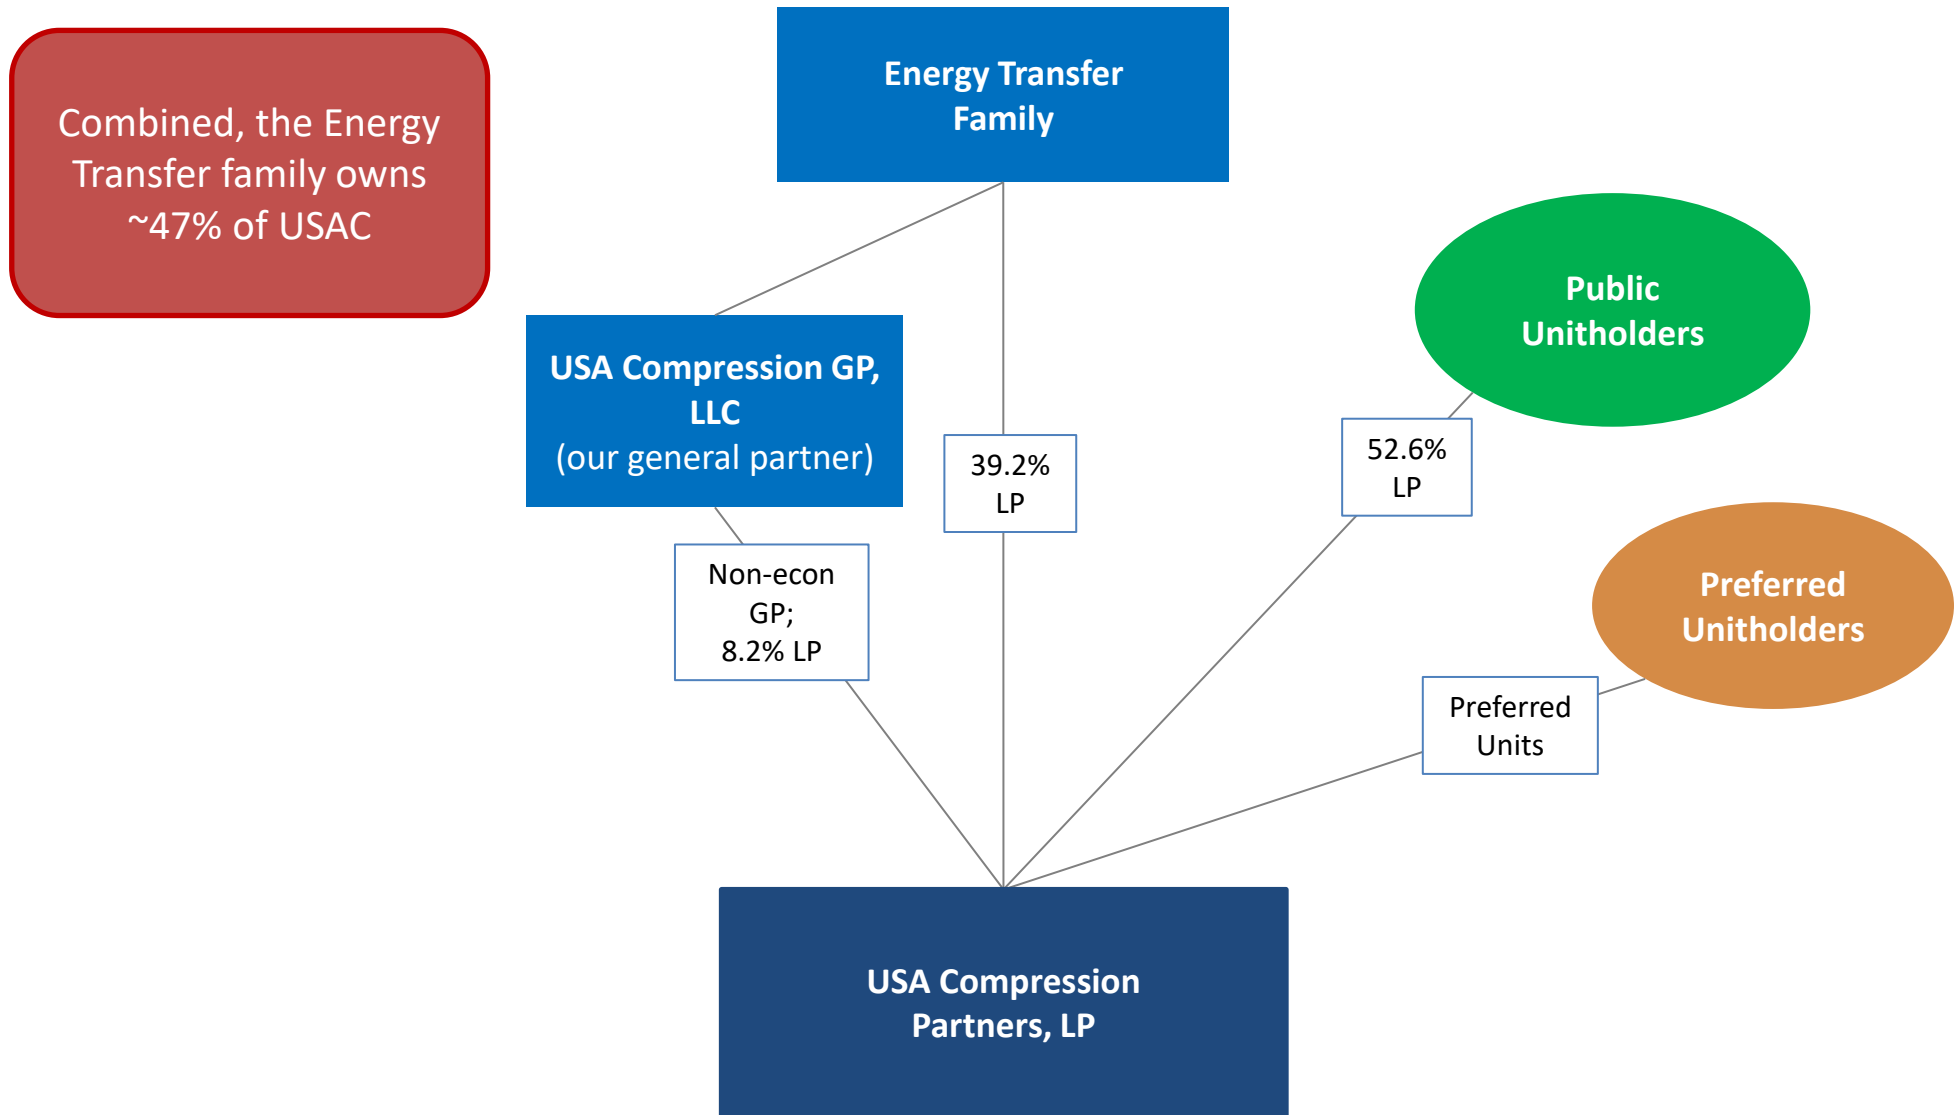 Combined, the Energy
Transfer family owns
~47% of USAC
Energy Transfer
Family
Public
Unitholders
USA Compression GP,
LLC
(our general partner)
39.2%
LP
52.6%
LP
Non-econ
GP;
8.2% LP
Preferred
Unitholders
Preferred
Units
USA Compression
Partners, LP